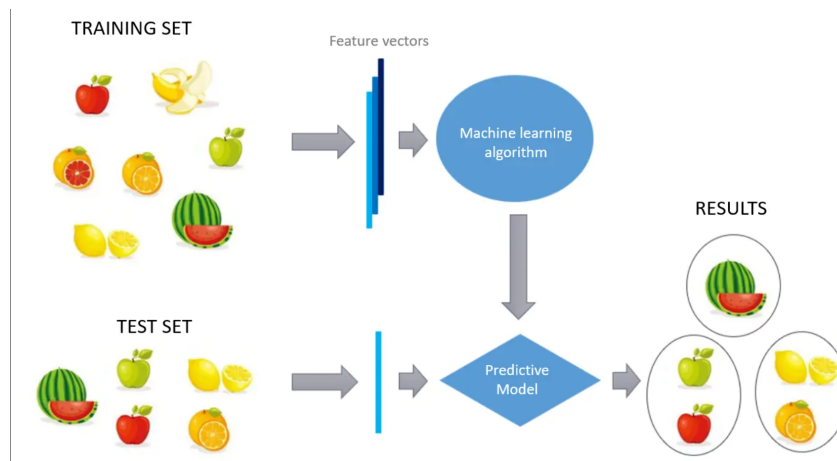 TRAINING SET
Feature vectors
Machine learning
algorithm
RESULTS
TEST SET
Predictive
Model